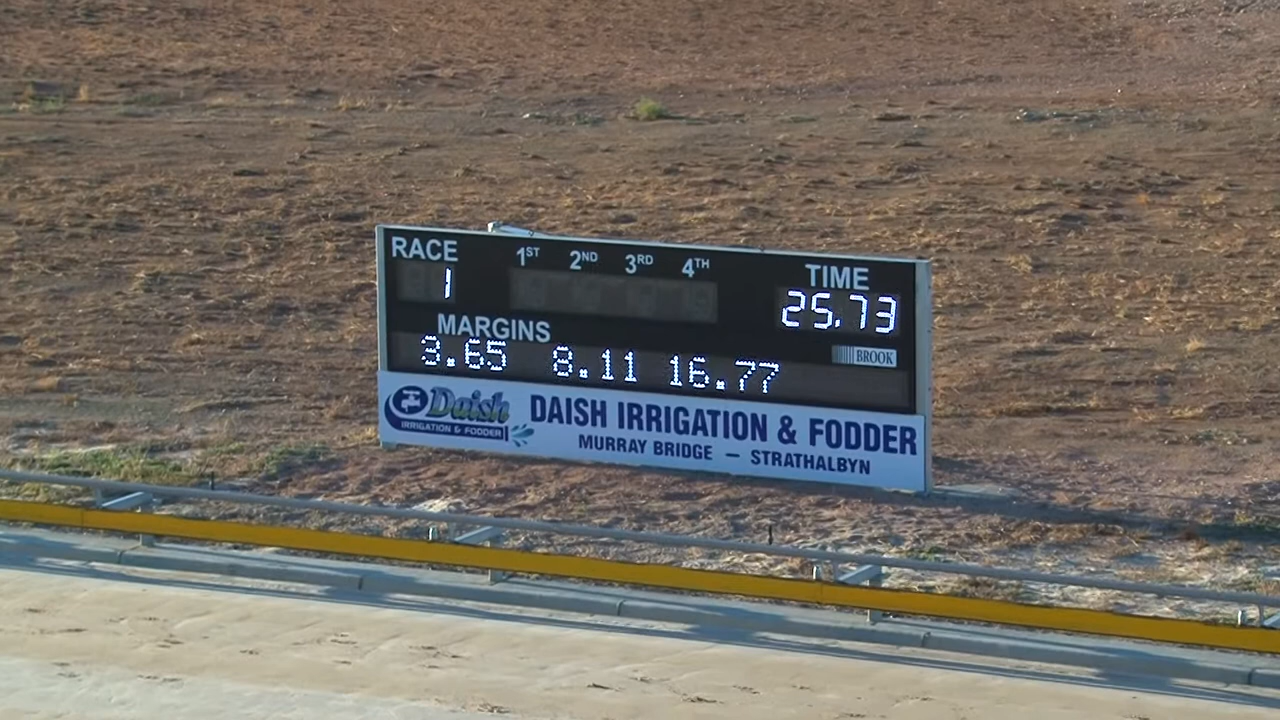 RACE 1ST 2ND 3RD 4TH TIME
1 25.73
MARGINS
BROOK
3.65 8.11 16.77
Daish
IRRIGATION & FODDER
DAISH IRRIGATION & FODDER
MURRAY BRIDGE — STRATHALBYN